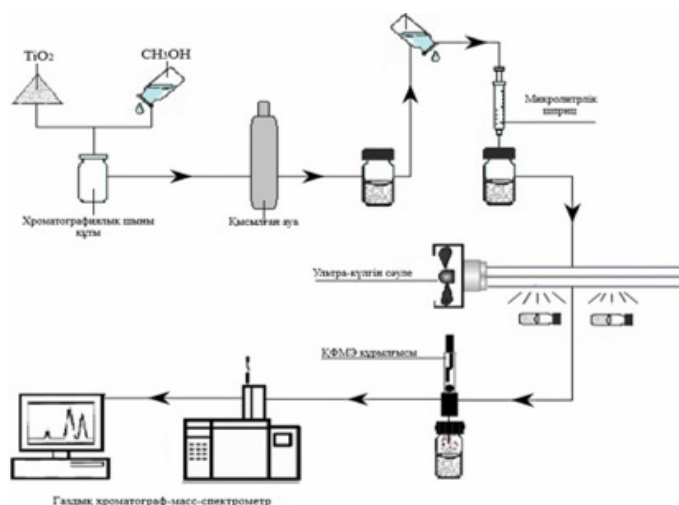 TiO2
CH3OH
Микролитрлік
шприц
Хроматографиялық шыны
құты
Қысылған ауа
Ультра-күлгін сәуле
ҚФМЭ құрылғысы
Газдық хроматограф-масс-спектрометр